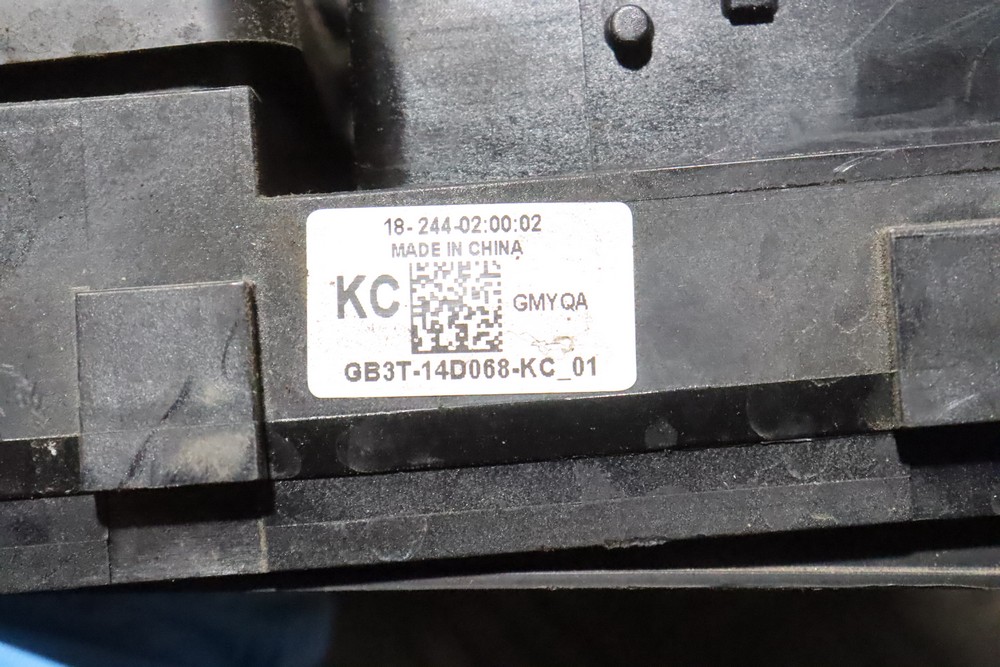 18- 244-02:00:02
MADE IN CHINA
KC
GMYQA
GB3T-14D068-KC_01